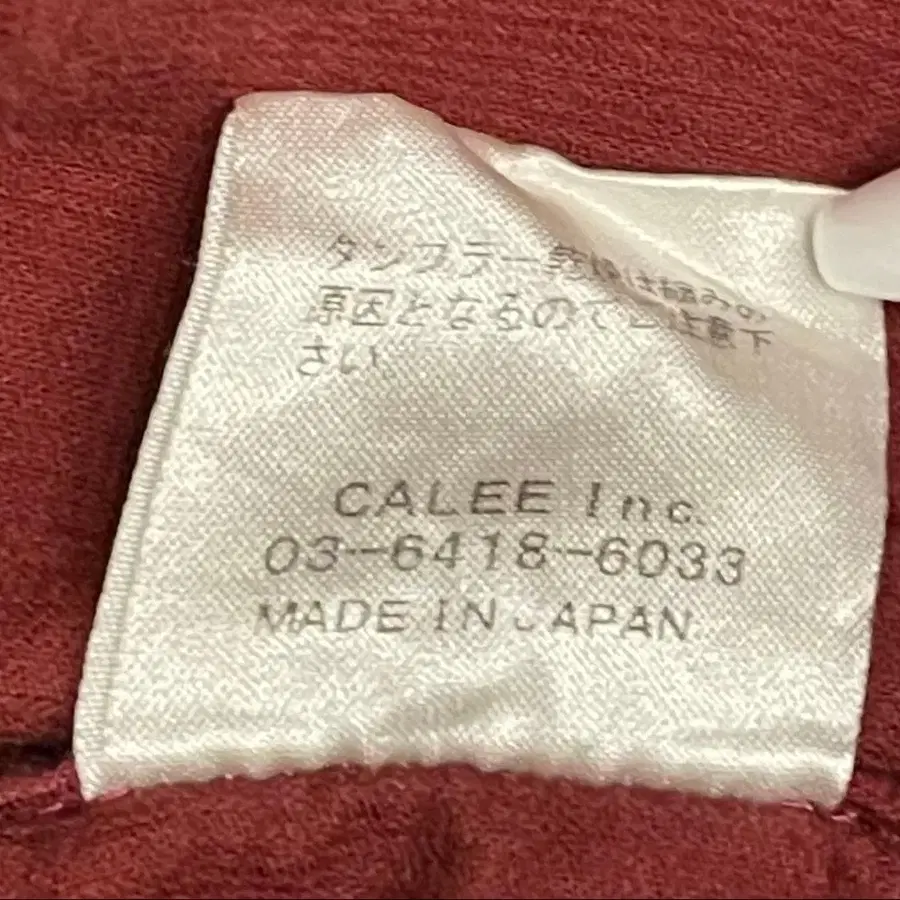 タンブラー乾燥は縮みの
原因となるのでご注意下
さい。
CALEE Inc.
03-6418-6033
MADE IN JAPAN